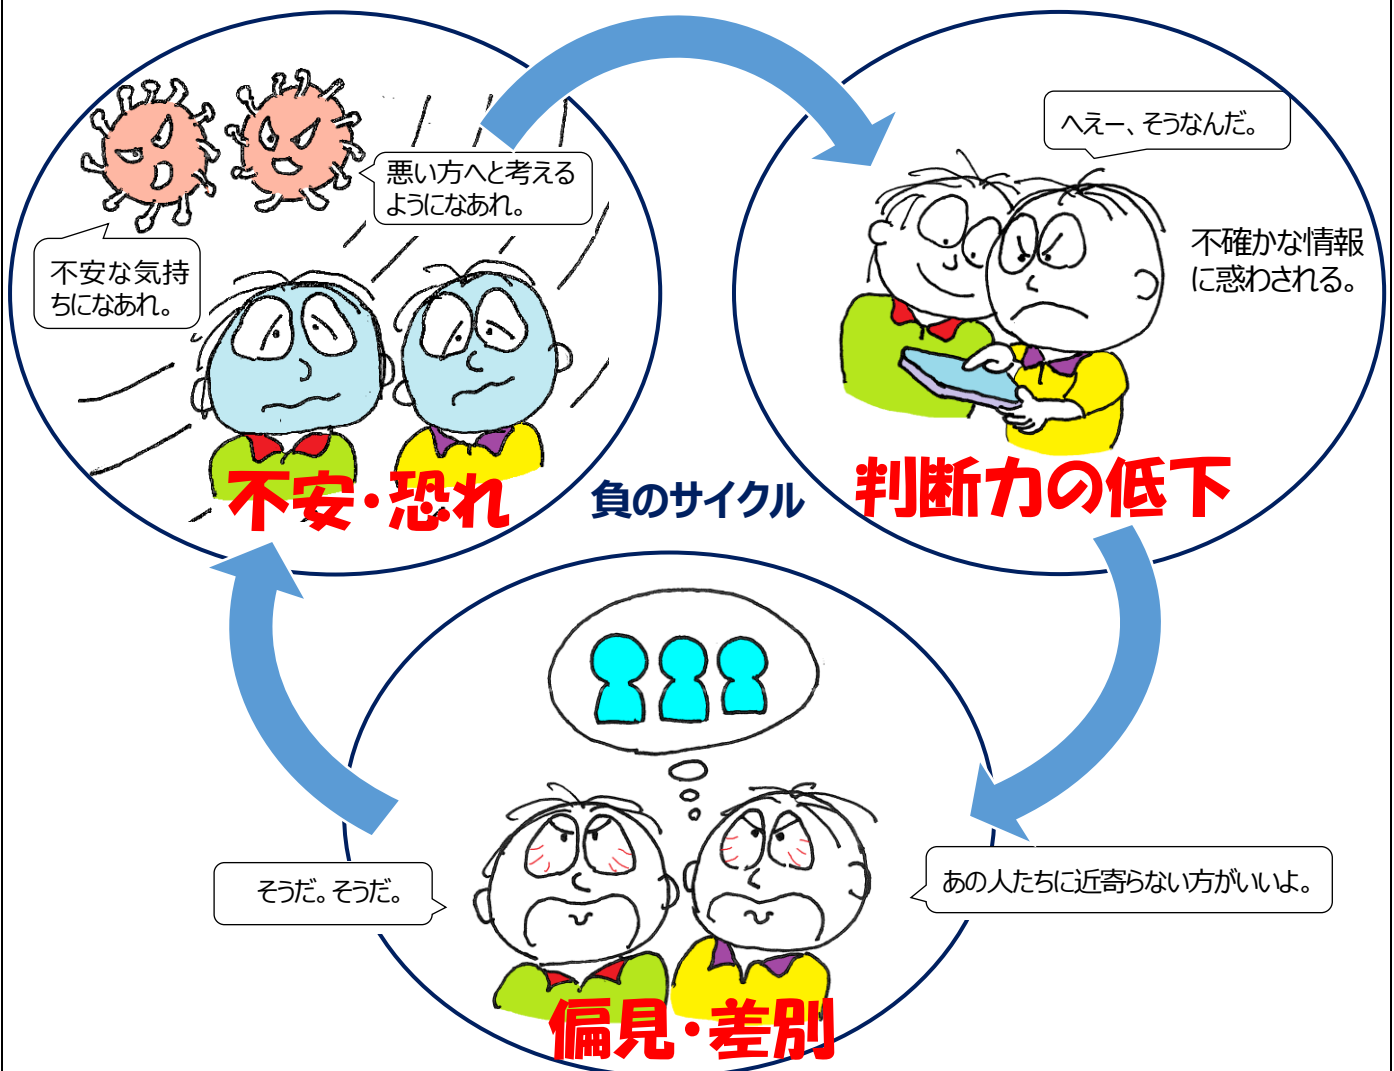 悪い方へと考える
ようになあれ。
不安な気持
ちになあれ。
不安・恐れ
負のサイクル
へえー、そうなんだ。
不確かな情報
に惑わされる。
判断力の低下
そうだ。そうだ。
あの人たちに近寄らない方がいいよ。
偏見・差別